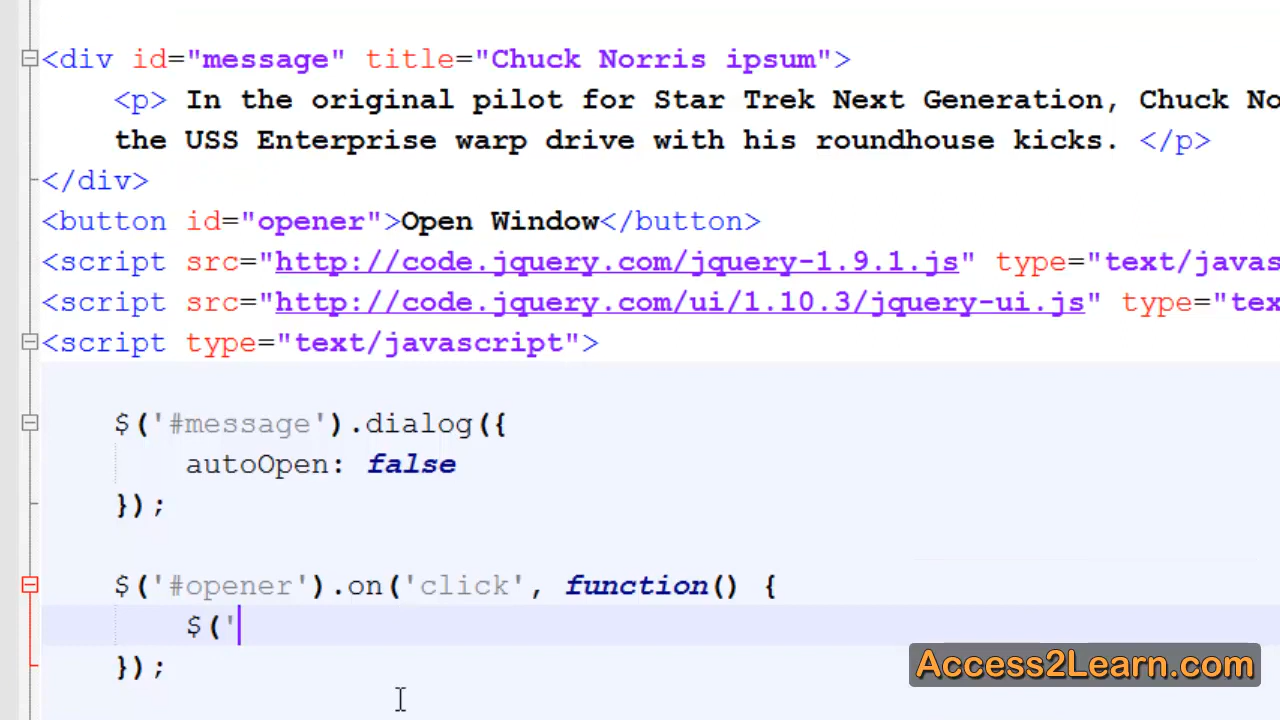 <div id="message" title="Chuck Norris ipsum">
<p> In the original pilot for Star Trek Next Generation, Chuck
the USS Enterprise warp drive with his roundhouse kicks. </p>
</div>
<button id="opener">Open Window</button>
<script src="http://code.jquery.com/jquery-1.9.1.js" type="text/javas
<script src="http://code.jquery.com/ui/1.10.3/jquery-ui.js" type="tex
<script type="text/javascript">
$('#message').dialog({
autoOpen: false
});
$('#opener').on('click', function() {
$('
});
Access2Learn.com